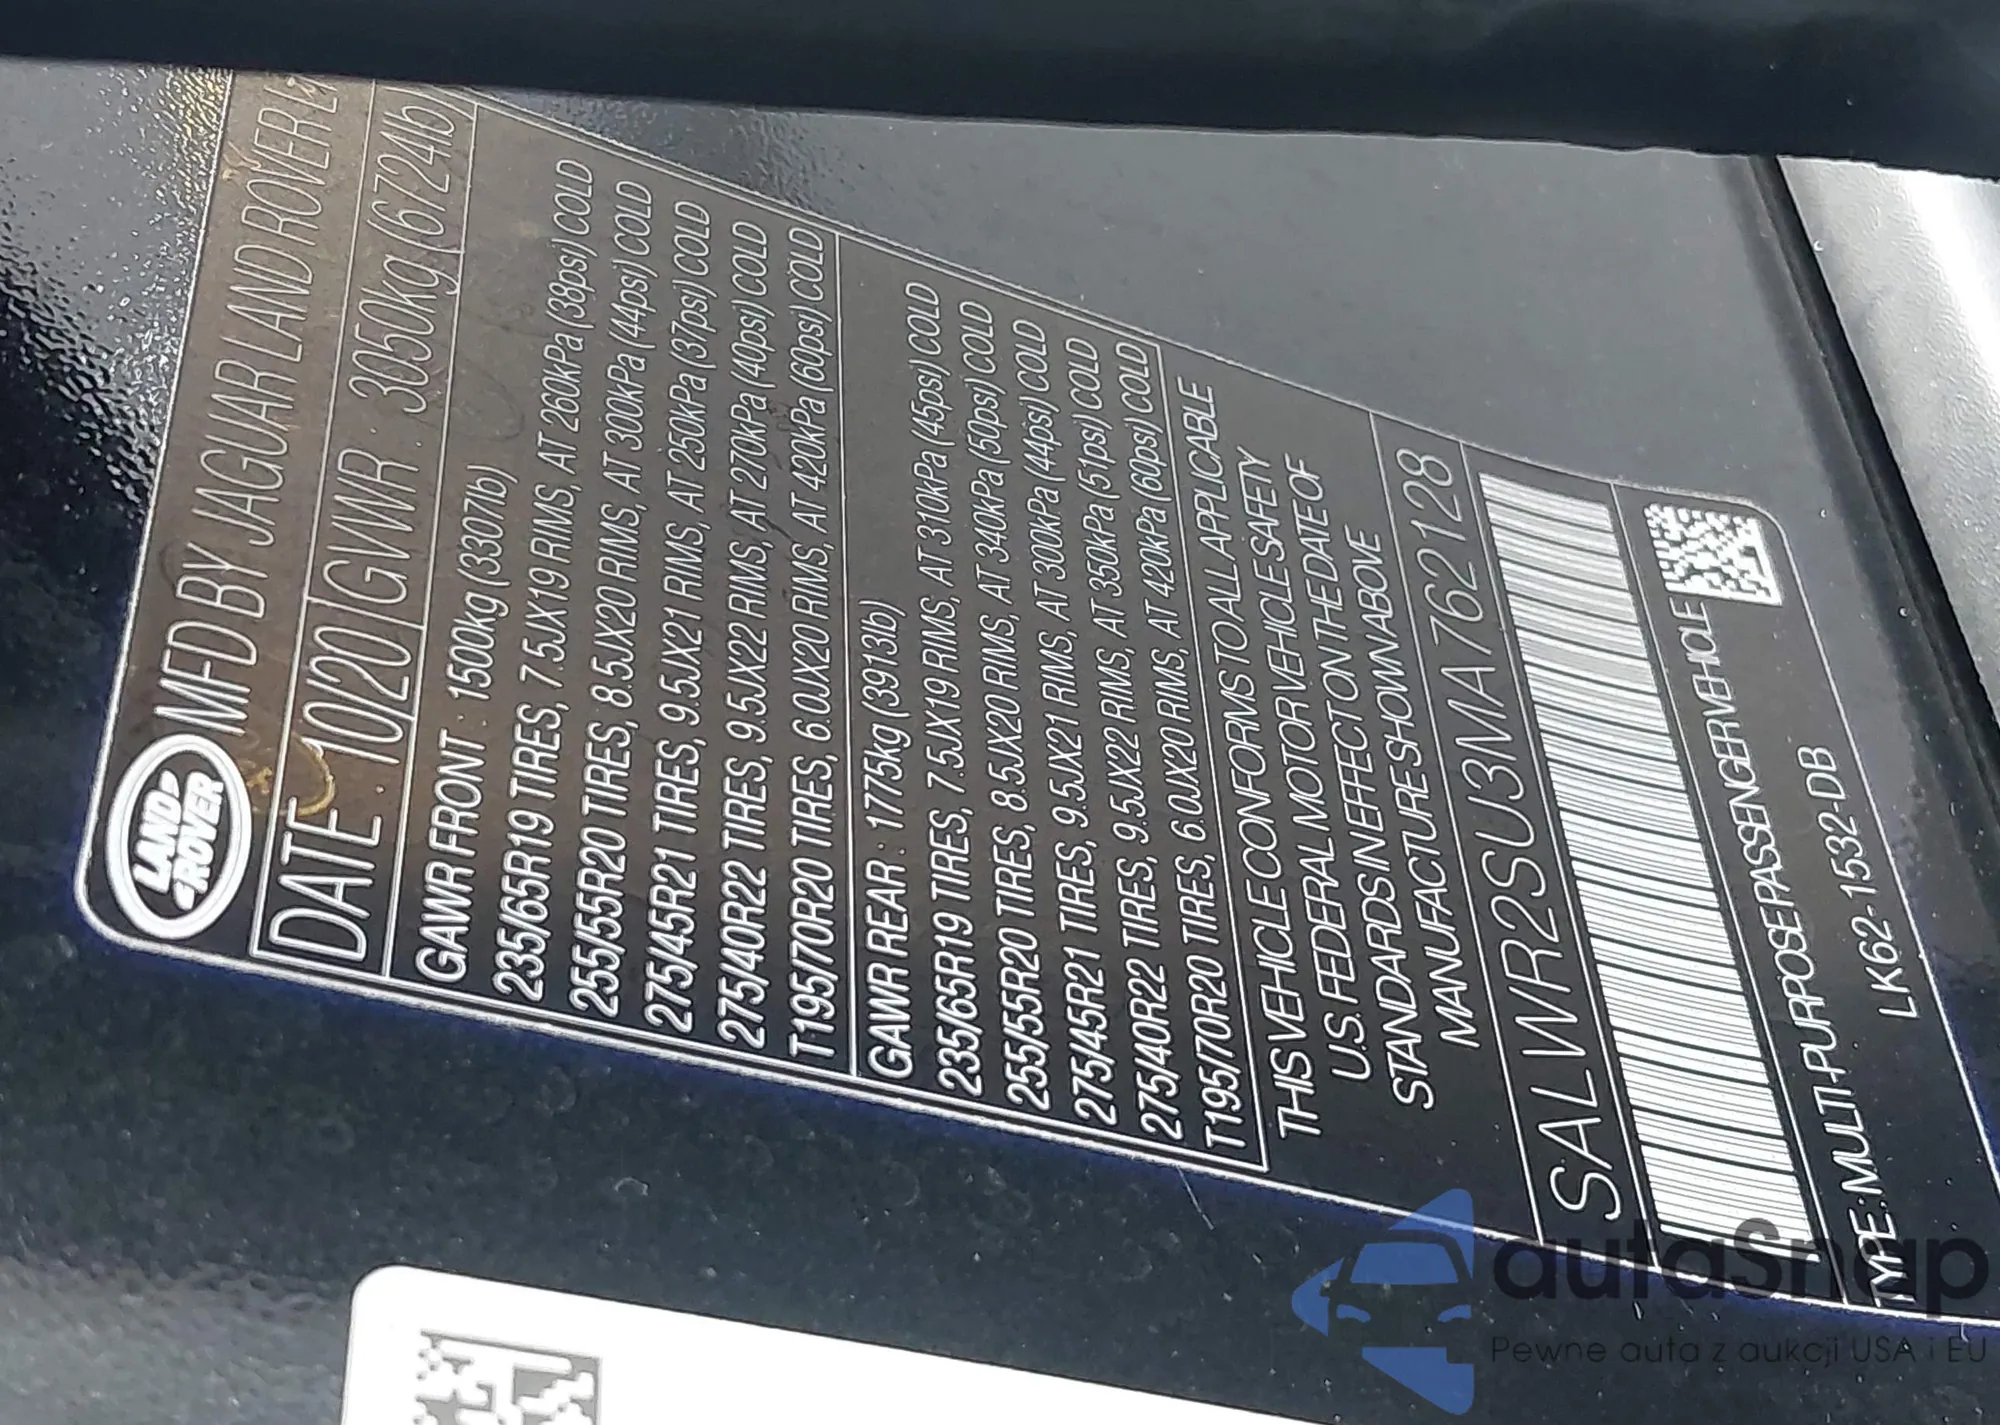 LAND ROVER
MFD BY JAGUAR LAND ROVER
DATE : 10/20 GVWR : 3050kg (6724lb)
GAWR FRONT : 1500kg (3307lb)
235/65R19 TIRES, 7.5JX19 RIMS, AT 260kPa (38psi) COLD
255/55R20 TIRES, 8.5JX20 RIMS, AT 300kPa (44psi) COLD
275/45R21 TIRES, 9.5JX21 RIMS, AT 250kPa (37psi) COLD
275/40R22 TIRES, 9.5JX22 RIMS, AT 270kPa (40psi) COLD
T195/70R20 TIRES, 6.0JX20 RIMS, AT 420kPa (60psi) COLD
GAWR REAR : 1775kg (3913lb)
235/65R19 TIRES, 7.5JX19 RIMS, AT 310kPa (45psi) COLD
255/55R20 TIRES, 8.5JX20 RIMS, AT 340kPa (50psi) COLD
275/45R21 TIRES, 9.5JX21 RIMS, AT 300kPa (44psi) COLD
275/40R22 TIRES, 9.5JX22 RIMS, AT 350kPa (51psi) COLD
T195/70R20 TIRES, 6.0JX20 RIMS, AT 420kPa (60psi) COLD
THIS VEHICLE CONFORMS TO ALL APPLICABLE
U.S. FEDERAL MOTOR VEHICLE SAFETY
STANDARDS IN EFFECT ON THE DATE OF
MANUFACTURE SHOWN ABOVE
SALWR2SU3MA762128
TYPE: MULTI-PURPOSE PASSENGER VEHICLE
LK62-1532-DB
autaSnap
Pewne auta z aukcji USA i EU